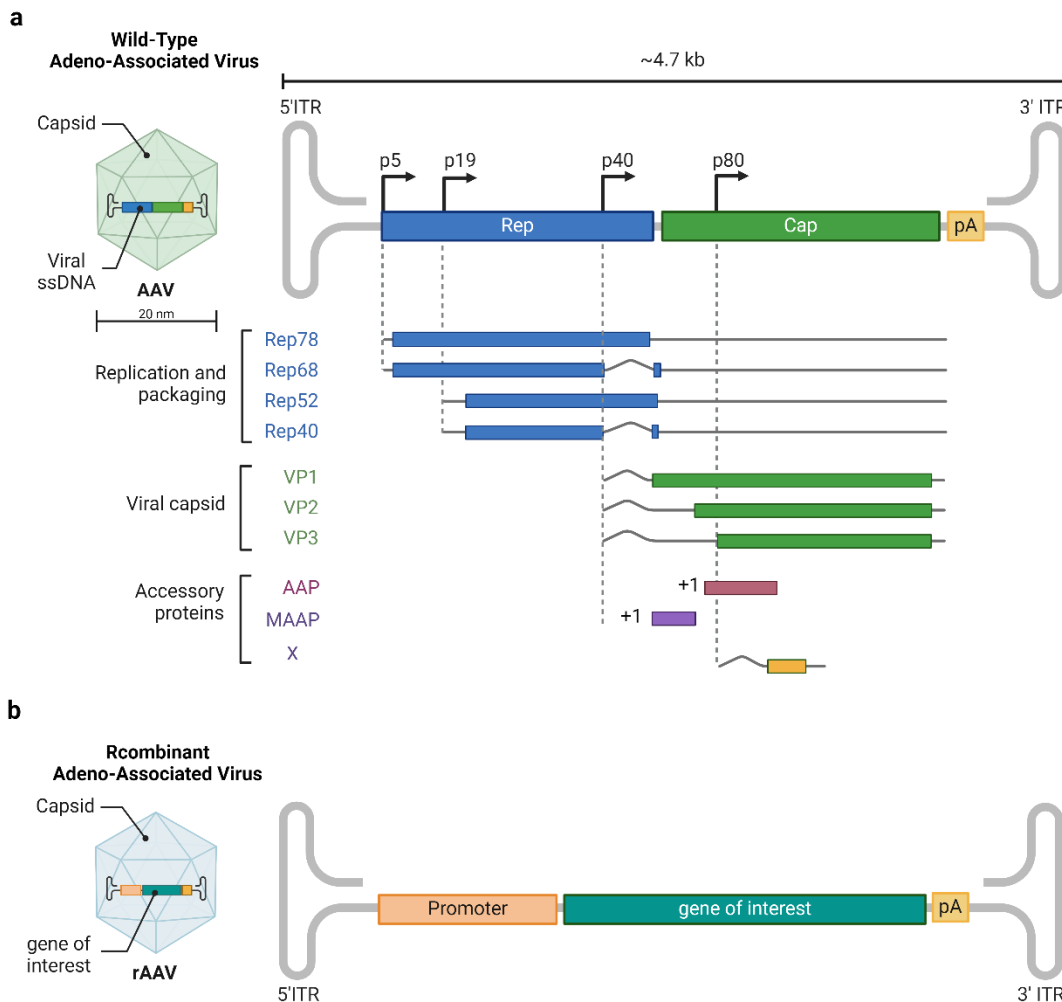 a
Wild-Type
Adeno-Associated Virus
~4.7 kb
5'ITR
3' ITR
Capsid
p5
p19
p40
p80
Rep
Cap
pA
Viral
ssDNA
AAV
20 nm
Replication and
packaging
Rep78
Rep68
Rep52
Rep40
Viral capsid
VP1
VP2
VP3
Accessory
proteins
AAP
+1
MAAP
+1
X
b
Rcombinant
Adeno-Associated Virus
Capsid
Promoter
gene of interest
pA
gene of
interest
rAAV
5'ITR
3' ITR